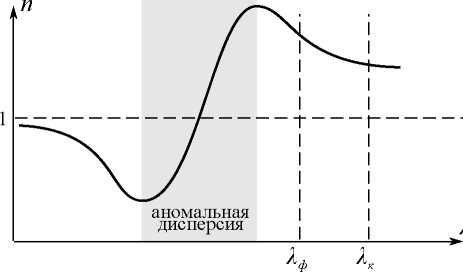 n
1
аномальная
дисперсия
λф λк